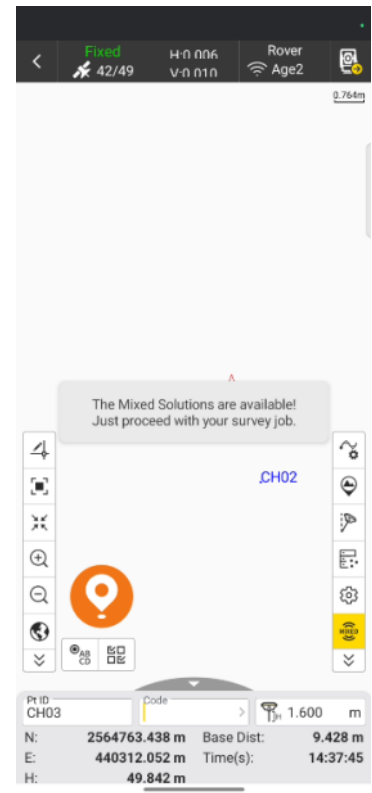 Fixed
42/49
H:0.006
V:0.010
Rover
Age2
0.764m
The Mixed Solutions are available!
Just proceed with your survey job.
CH02
MIXED
AB
CD
Pt ID
CH03
Code
H 1.600 m
N: 2564763.438 m Base Dist: 9.428 m
E: 440312.052 m Time(s): 14:37:45
H: 49.842 m